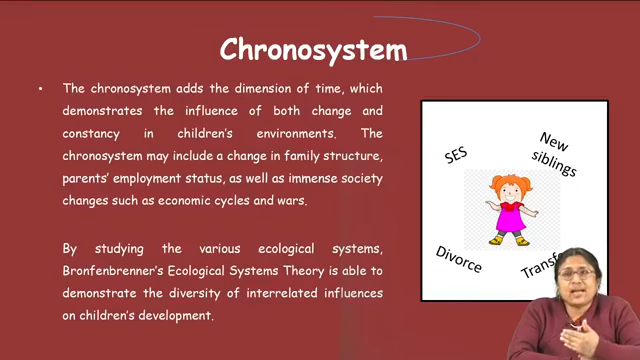 Chronosystem
• The chronosystem adds the dimension of time, which
demonstrates the influence of both change and
constancy in children's environments. The
chronosystem may include a change in family structure,
parents' employment status, as well as immense society
changes such as economic cycles and wars.
By studying the various ecological systems,
Bronfenbrenner's Ecological Systems Theory is able to
demonstrate the diversity of interrelated influences
on children's development.
SES
New
siblings
Divorce